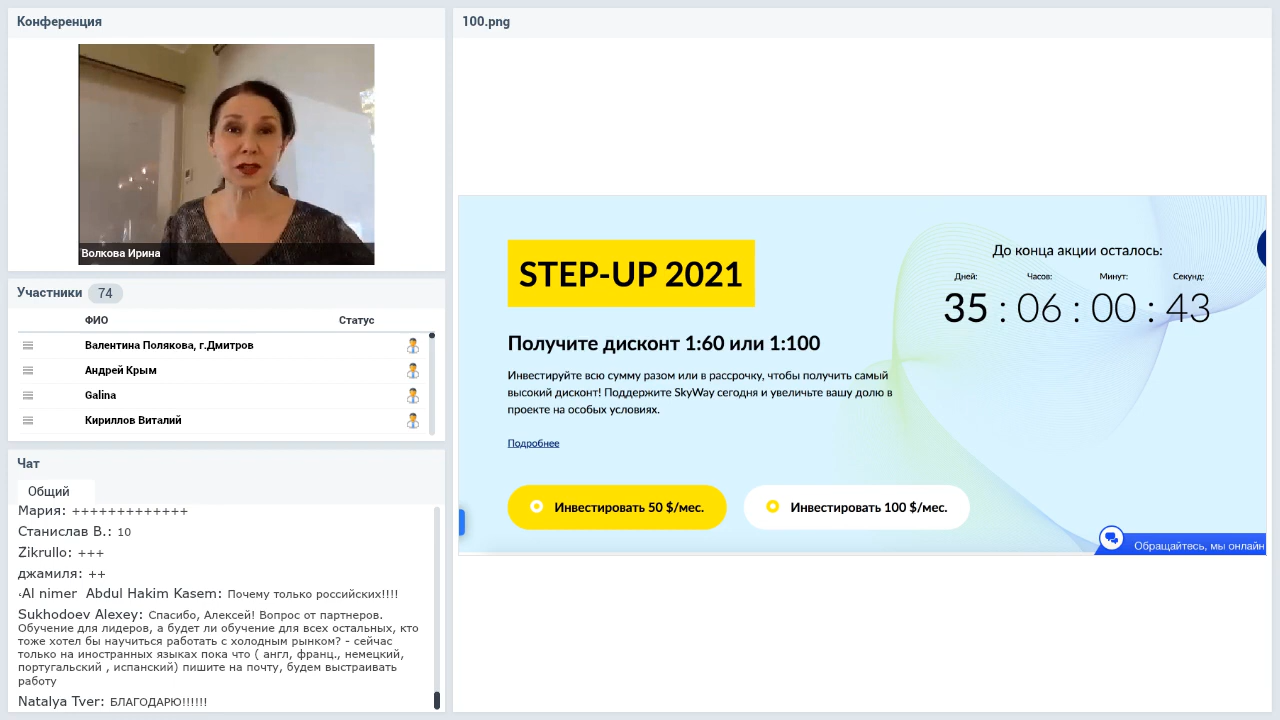 Конференция
Волкова Ирина
Участники 74
ФИО Статус
Валентина Полякова, г.Дмитров
Андрей Крым
Galina
Кириллов Виталий
Чат
Общий
Мария: +++++++++++++
Станислав В.: 10
Zikrullo: +++
джамиля: ++
‹Al nimer Abdul Hakim Kasem: Почему только российских!!!!
Sukhodoev Alexey: Спасибо, Алексей! Вопрос от партнеров.
Обучение для лидеров, а будет ли обучение для всех остальных, кто
тоже хотел бы научиться работать с холодным рынком? - сейчас
только на иностранных языках пока что ( англ, франц., немецкий,
португальский , испанский) пишите на почту, будем выстраивать
работу
Natalya Tver: БЛАГОДАРЮ!!!!!!
100.png
STEP-UP 2021
До конца акции осталось:
Дней: Часов: Минут: Секунд:
35 : 06 : 00 : 43
Получите дисконт 1:60 или 1:100
Инвестируйте всю сумму разом или в рассрочку, чтобы получить самый
высокий дисконт! Поддержите SkyWay сегодня и увеличьте вашу долю в
проекте на особых условиях.
Подробнее
Инвестировать 50 $/мес.
Инвестировать 100 $/мес.
Обращайтесь, мы онлайн